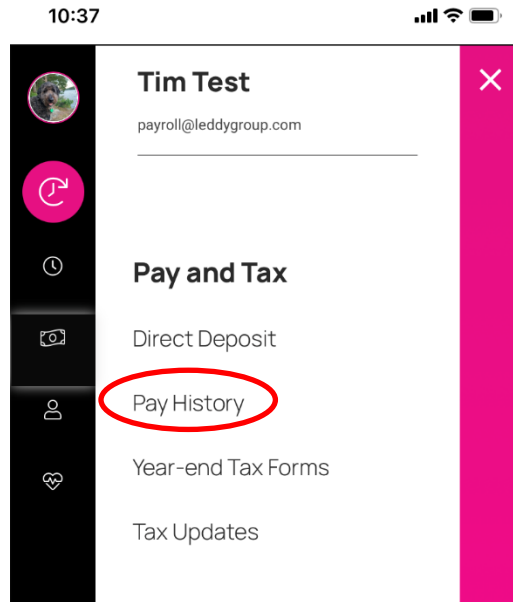 10:37
Tim Test
payroll@leddygroup.com
Pay and Tax
Direct Deposit
Pay History
Year-end Tax Forms
Tax Updates